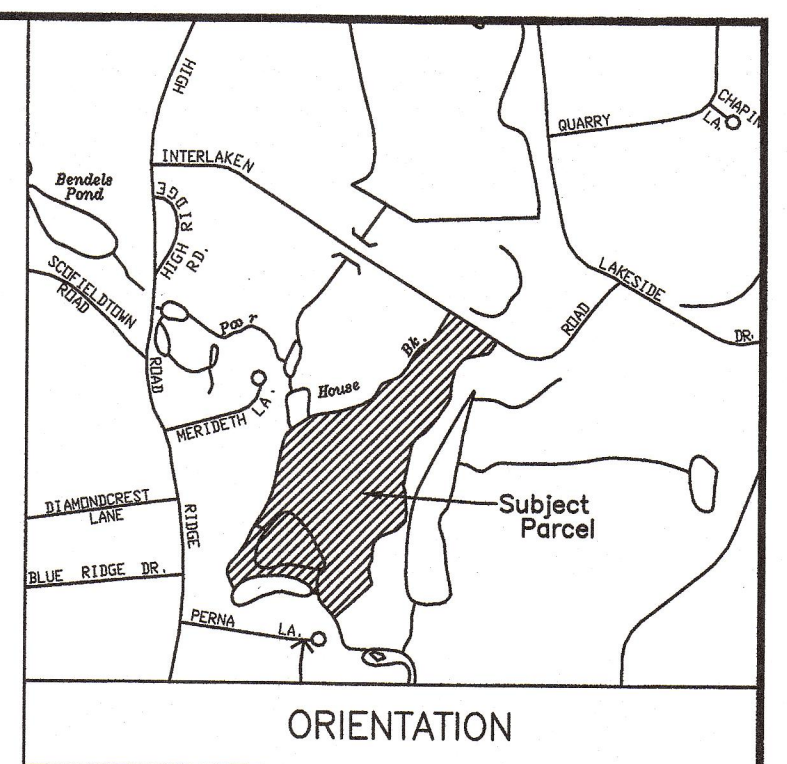 HIGH
CHAPIN
LA.
QUARRY
INTERLAKEN
Bendels
Pond
HIGH RIDGE
RD.
SCOFIELDTOWN
ROAD
LAKESIDE
DR.
ROAD
Poor
House
Bk.
ROAD
MERIDETH LA.
DIAMONDCREST
LANE
RIDGE
Subject
Parcel
BLUE RIDGE DR.
PERNA LA.
ORIENTATION